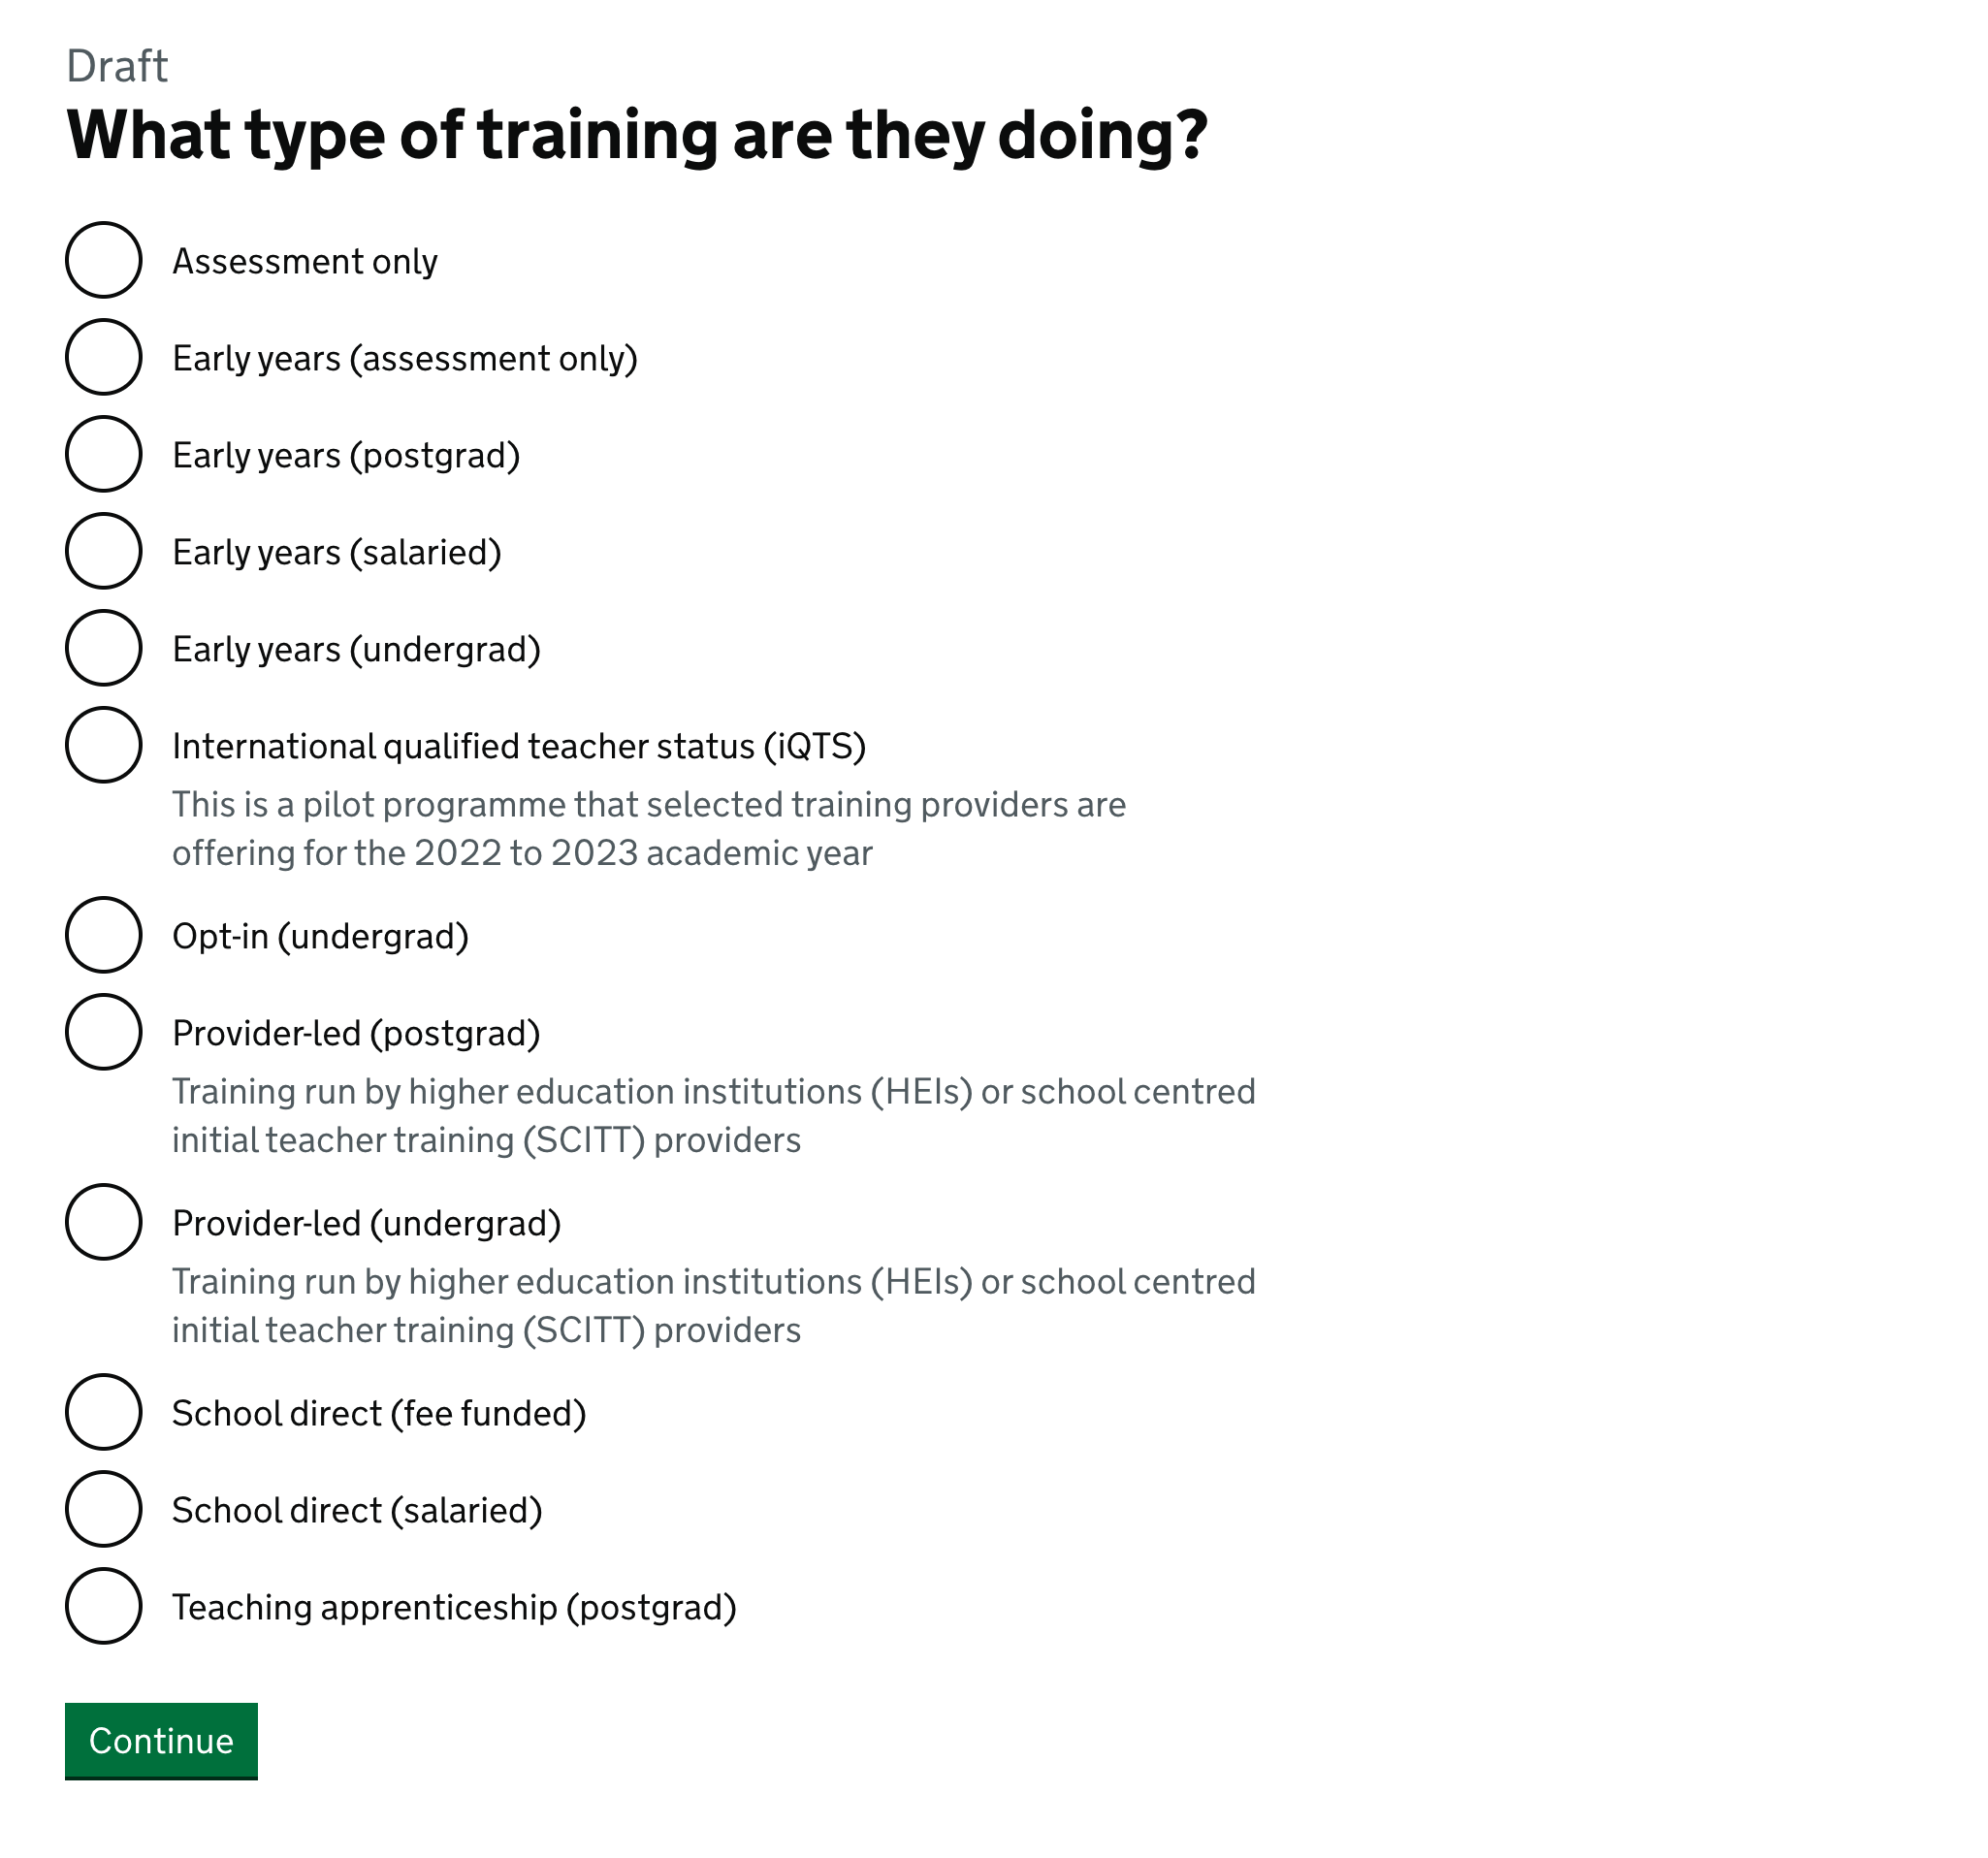 Draft
What type of training are they doing?
Assessment only
Early years (assessment only)
Early years (postgrad)
Early years (salaried)
Early years (undergrad)
International qualified teacher status (iQTS)
This is a pilot programme that selected training providers are
offering for the 2022 to 2023 academic year
Opt-in (undergrad)
Provider-led (postgrad)
Training run by higher education institutions (HEIs) or school centred
initial teacher training (SCITT) providers
Provider-led (undergrad)
Training run by higher education institutions (HEIs) or school centred
initial teacher training (SCITT) providers
School direct (fee funded)
School direct (salaried)
Teaching apprenticeship (postgrad)
Continue